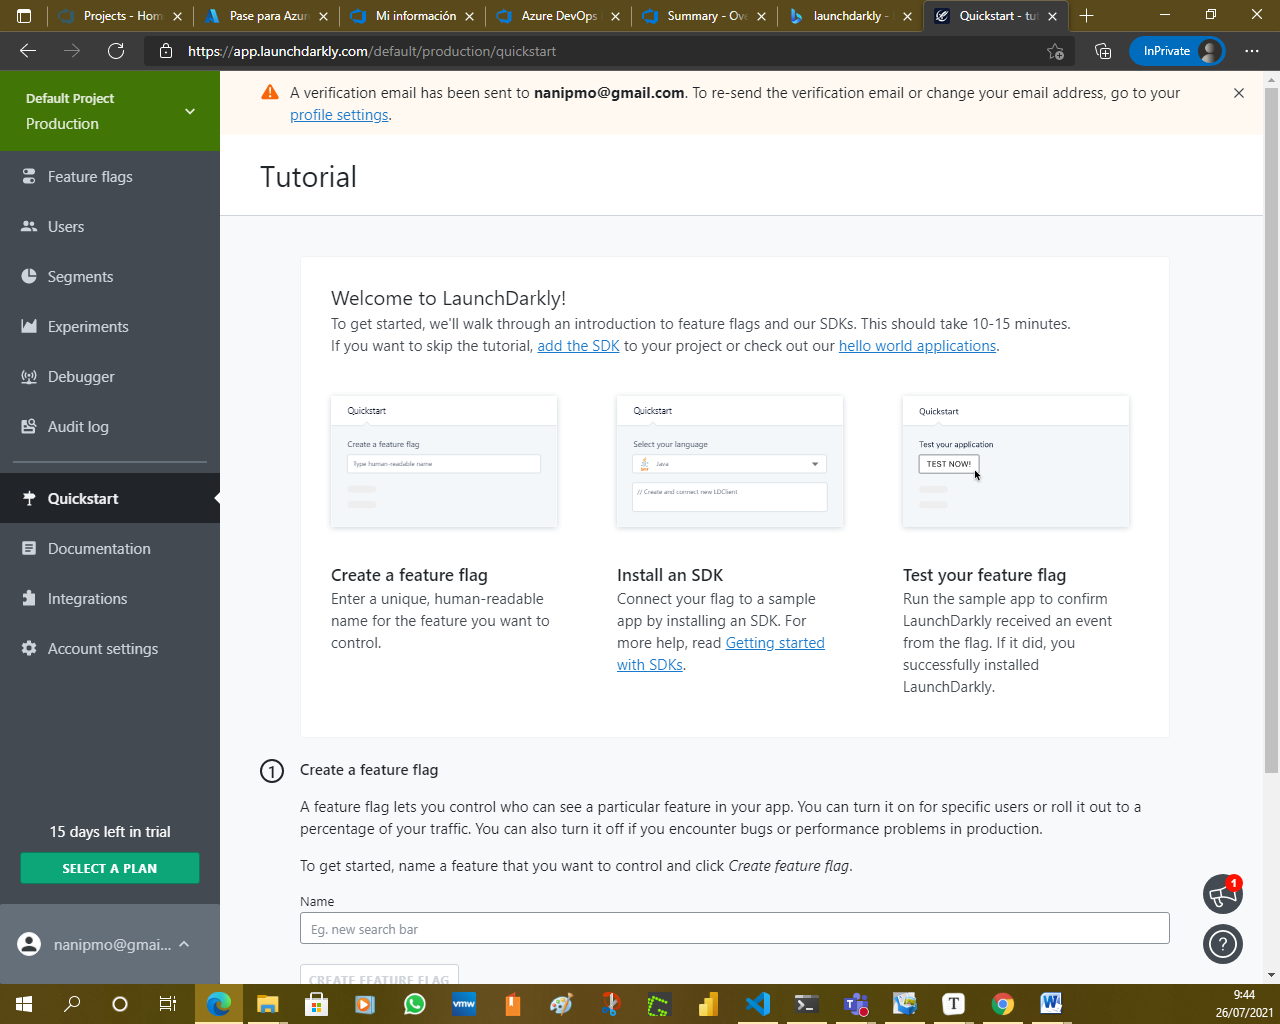 Projects - Hom
Pase para Azur
Mi información
Azure DevOps
Summary - Ove
launchdarkly -
Quickstart - tut
https://app.launchdarkly.com/default/production/quickstart
InPrivate
Default Project
Production
Feature flags
Users
Segments
Experiments
Debugger
Audit log
Quickstart
Documentation
Integrations
Account settings
15 days left in trial
SELECT A PLAN
nanipmo@gmai...
A verification email has been sent to nanipmo@gmail.com. To re-send the verification email or change your email address, go to your
profile settings.
Tutorial
Welcome to LaunchDarkly!
To get started, we'll walk through an introduction to feature flags and our SDKs. This should take 10-15 minutes.
If you want to skip the tutorial, add the SDK to your project or check out our hello world applications.
Quickstart
Create a feature flag
Type human-readable name
Quickstart
Select your language
Java
// Create and connect new LDClient
Quickstart
Test your application
TEST NOW!
Create a feature flag
Enter a unique, human-readable
name for the feature you want to
control.
Install an SDK
Connect your flag to a sample
app by installing an SDK. For
more help, read Getting started
with SDKs.
Test your feature flag
Run the sample app to confirm
LaunchDarkly received an event
from the flag. If it did, you
successfully installed
LaunchDarkly.
1 Create a feature flag
A feature flag lets you control who can see a particular feature in your app. You can turn it on for specific users or roll it out to a
percentage of your traffic. You can also turn it off if you encounter bugs or performance problems in production.
To get started, name a feature that you want to control and click Create feature flag.
Name
Eg. new search bar
CREATE FEATURE FLAG
1
?
vmw
T
9:44
26/07/2021